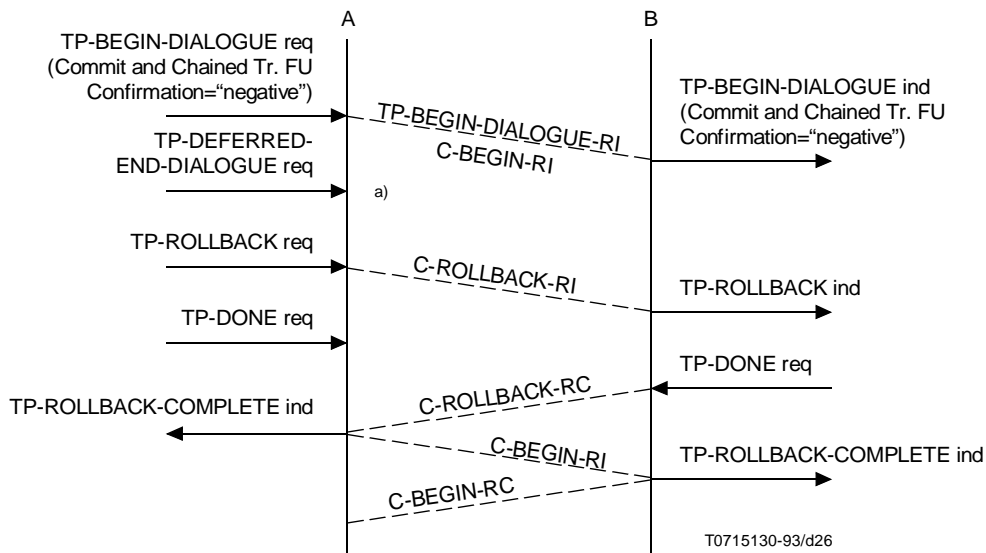 A
B
TP-BEGIN-DIALOGUE req
(Commit and Chained Tr. FU
Confirmation=“negative”)
TP-BEGIN-DIALOGUE ind
(Commit and Chained Tr. FU
Confirmation=“negative”)
TP-BEGIN-DIALOGUE-RI
C-BEGIN-RI
TP-DEFERRED-
END-DIALOGUE req
a)
TP-ROLLBACK req
C-ROLLBACK-RI
TP-ROLLBACK ind
TP-DONE req
TP-DONE req
C-ROLLBACK-RC
TP-ROLLBACK-COMPLETE ind
C-BEGIN-RI
TP-ROLLBACK-COMPLETE ind
C-BEGIN-RC
T0715130-93/d26